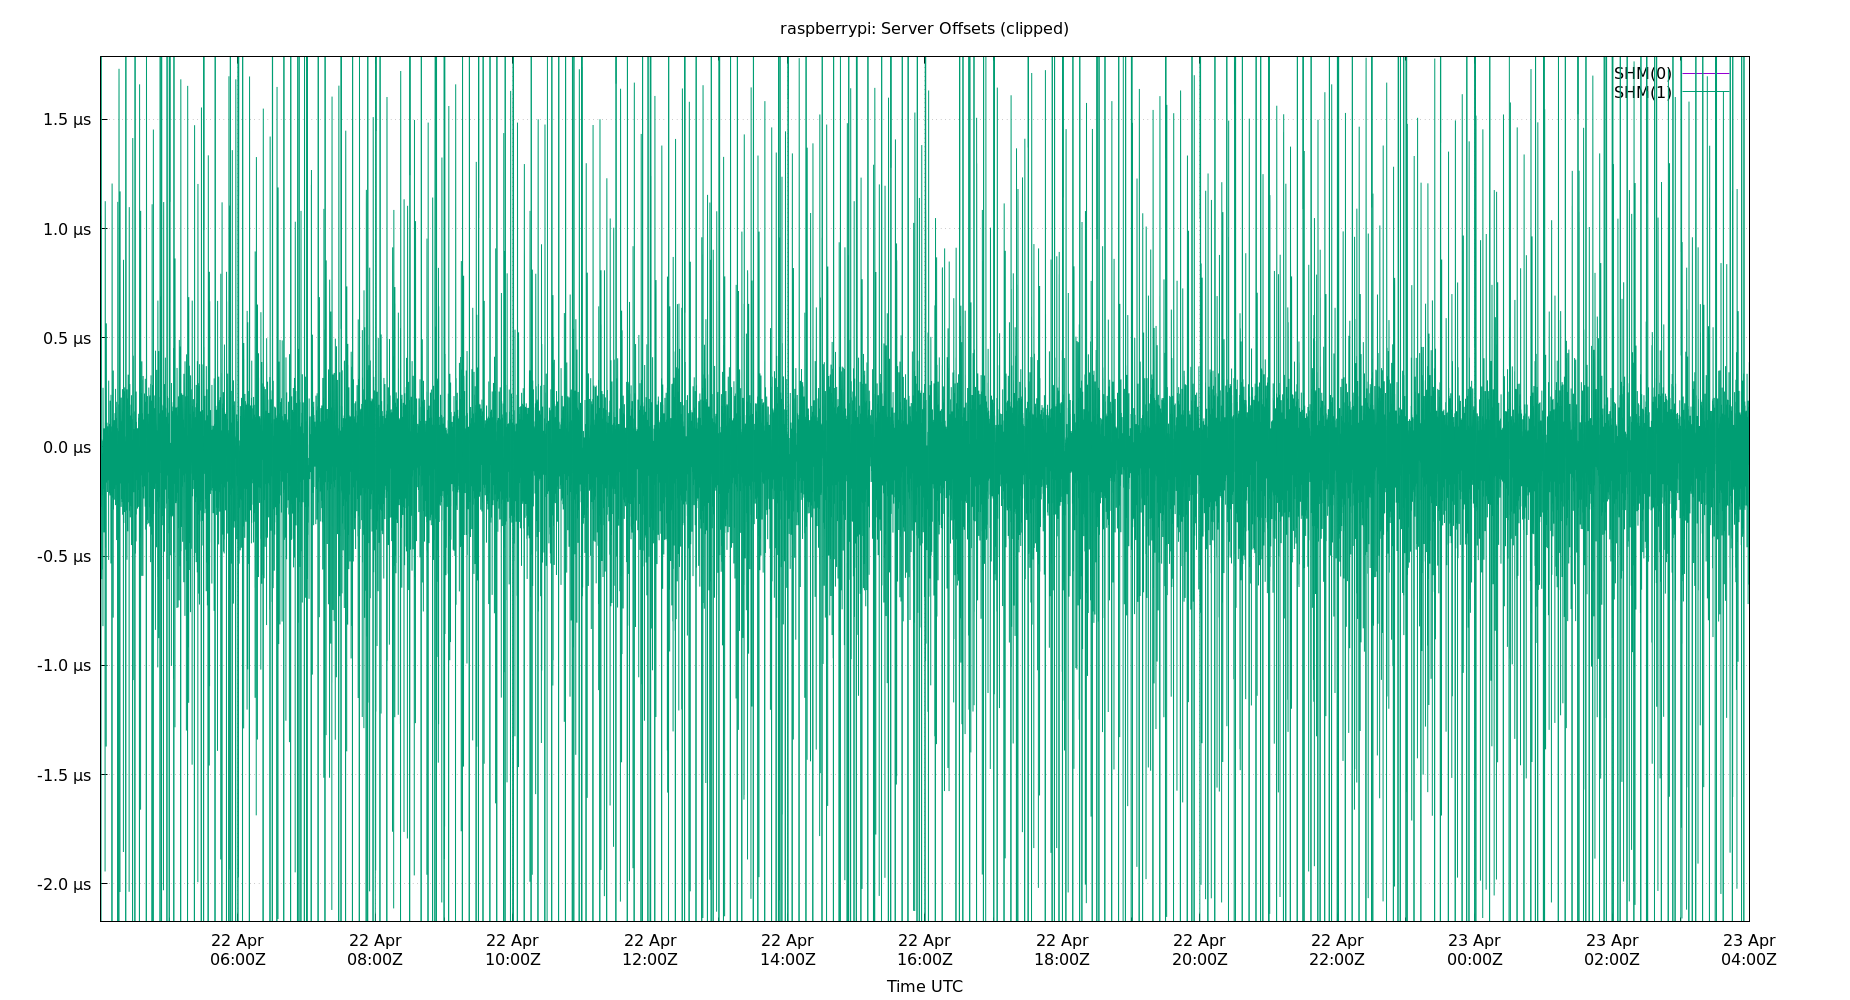 raspberrypi: Server Offsets (clipped)
SHM(0)
SHM(1)
1.5 µs
1.0 µs
0.5 µs
0.0 µs
-0.5 µs
-1.0 µs
-1.5 µs
-2.0 µs
22 Apr 22 Apr 22 Apr 22 Apr 22 Apr 22 Apr 22 Apr 22 Apr 22 Apr 23 Apr 23 Apr 23 Apr
06:00Z 08:00Z 10:00Z 12:00Z 14:00Z 16:00Z 18:00Z 20:00Z 22:00Z 00:00Z 02:00Z 04:00Z
Time UTC